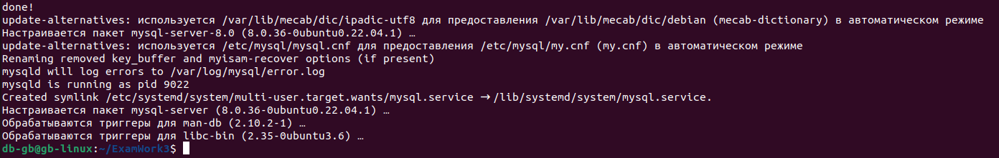 done!
update-alternatives: используется /var/lib/mecab/dic/ipadic-utf8 для предоставления /var/lib/mecab/dic/debian (mecab-dictionary) в автоматическом режиме
Настраивается пакет mysql-server-8.0 (8.0.36-0ubuntu0.22.04.1) …
update-alternatives: используется /etc/mysql/mysql.cnf для предоставления /etc/mysql/my.cnf (my.cnf) в автоматическом режиме
Renaming removed key_buffer and myisam-recover options (if present)
mysqld will log errors to /var/log/mysql/error.log
mysqld is running as pid 9022
Created symlink /etc/systemd/system/multi-user.target.wants/mysql.service → /lib/systemd/system/mysql.service.
Настраивается пакет mysql-server (8.0.36-0ubuntu0.22.04.1) …
Обрабатываются триггеры для man-db (2.10.2-1) …
Обрабатываются триггеры для libc-bin (2.35-0ubuntu3.6) …
db-gb@gb-linux:~/ExamWork3$